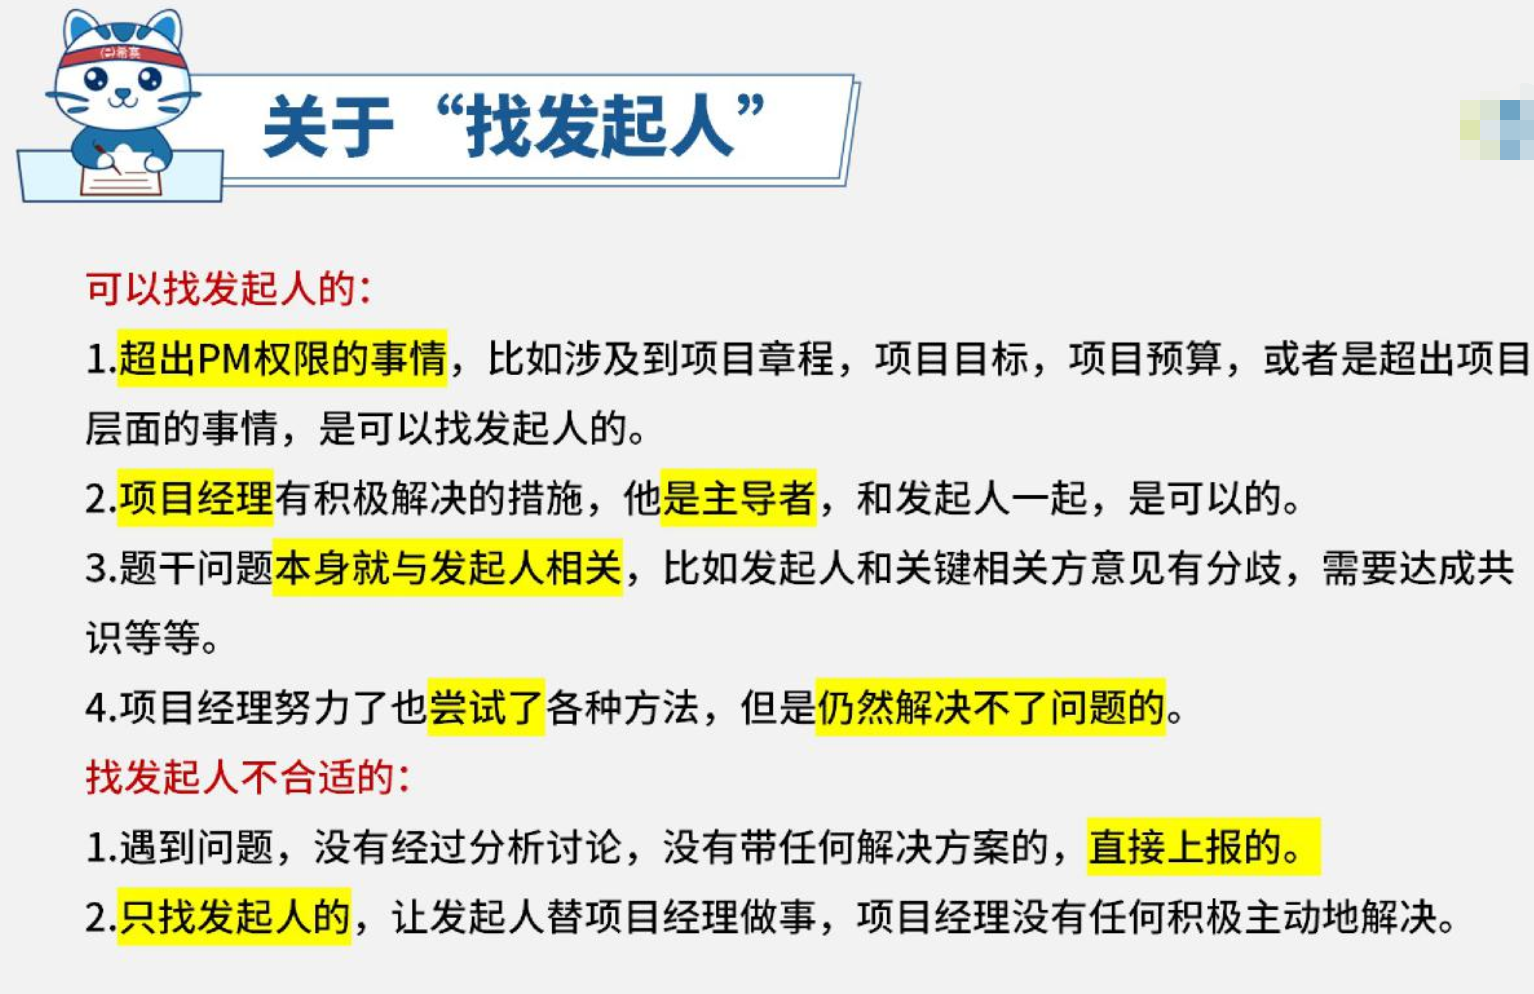 希赛
关于“找发起人”
可以找发起人的：
1.超出PM权限的事情，比如涉及到项目章程，项目目标，项目预算，或者是超出项目
层面的事情，是可以找发起人的。
2.项目经理有积极解决的措施，他是主导者，和发起人一起，是可以的。
3.题干问题本身就与发起人相关，比如发起人和关键相关方意见有分歧，需要达成共
识等等。
4.项目经理努力了也尝试了各种方法，但是仍然解决不了问题的。
找发起人不合适的：
1.遇到问题，没有经过分析讨论，没有带任何解决方案的，直接上报的。
2.只找发起人的，让发起人替项目经理做事，项目经理没有任何积极主动地解决。